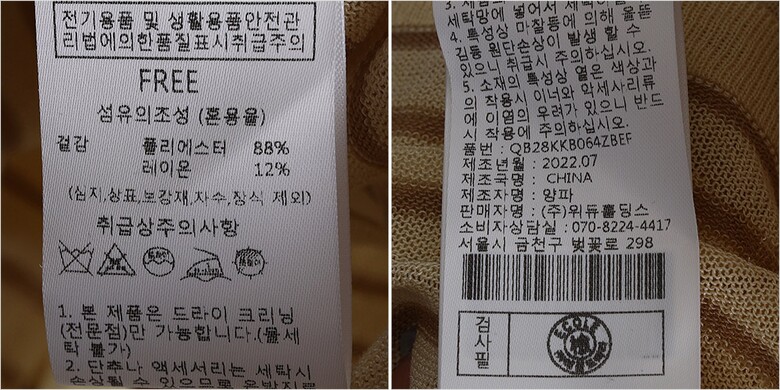 전기용품 및 생활용품안전관
리법에의한품질표시취급주의
FREE
섬유의조성 (혼용율)
겉감 폴리에스터 88%
레이온 12%
(심지,상표,보강재,자수,장식 제외)
취급상주의사항
1. 본 제품은 드라이 크리닝
(전문점)만 가능합니다.(물세
탁 불가)
2. 단추나 액세서리는 세탁시
세탁망에 넣어서
4. 특성상 마찰등에 의해 올뜯
김등 원단손상이 발생 할 수
있으니 취급시 주의하십시오.
5. 소재의 특성상 옅은 색상과
의 착용시 이너와 악세사리류
에 이염의 우려가 있으니 반드
시 착용에 주의하십시오.
품번 : QB28KKB064ZBEF
제조년월 : 2022.07
제조국명 : CHINA
제조자명 : 양파
판매자명 : (주)위듀홀딩스
소비자상담실 : 070-8224-4417
서울시 금천구 벚꽃로 298
검사필
ECOLE